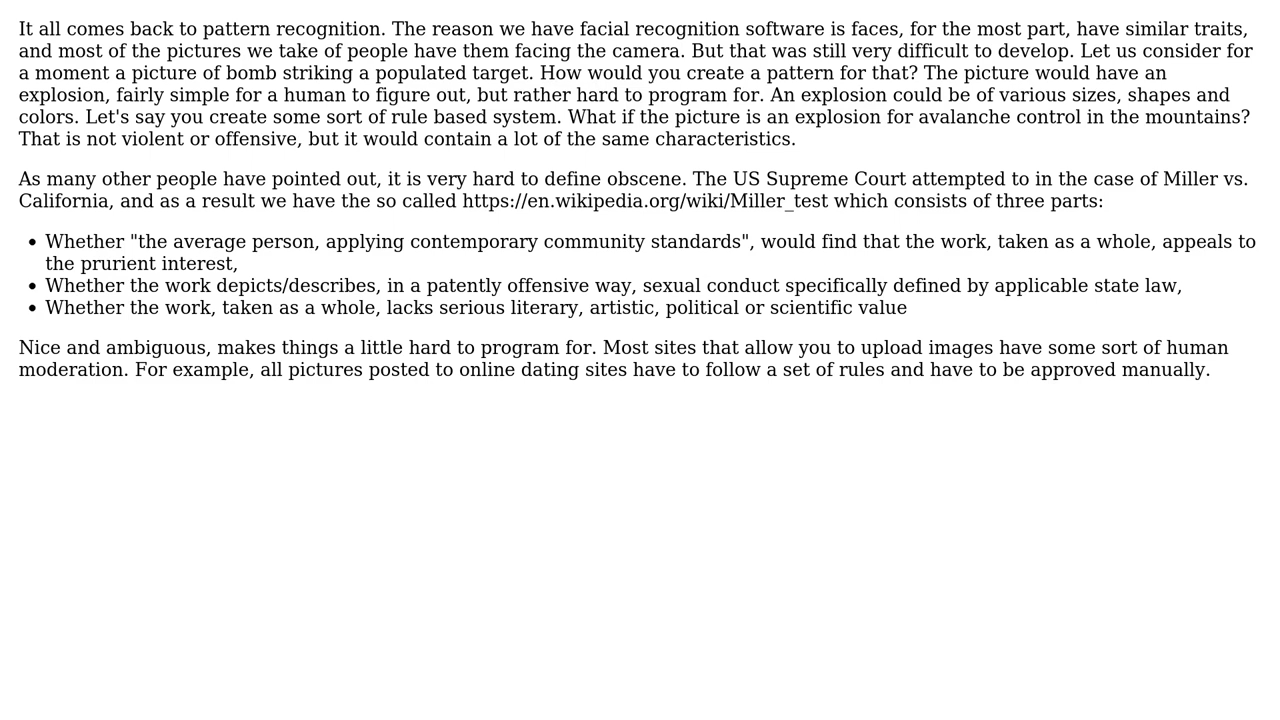 It all comes back to pattern recognition. The reason we have facial recognition software is faces, for the most part, have similar traits,
and most of the pictures we take of people have them facing the camera. But that was still very difficult to develop. Let us consider for
a moment a picture of bomb striking a populated target. How would you create a pattern for that? The picture would have an
explosion, fairly simple for a human to figure out, but rather hard to program for. An explosion could be of various sizes, shapes and
colors. Let's say you create some sort of rule based system. What if the picture is an explosion for avalanche control in the mountains?
That is not violent or offensive, but it would contain a lot of the same characteristics.
As many other people have pointed out, it is very hard to define obscene. The US Supreme Court attempted to in the case of Miller vs.
California, and as a result we have the so called https://en.wikipedia.org/wiki/Miller_test which consists of three parts:
• Whether "the average person, applying contemporary community standards", would find that the work, taken as a whole, appeals to
the prurient interest,
• Whether the work depicts/describes, in a patently offensive way, sexual conduct specifically defined by applicable state law,
• Whether the work, taken as a whole, lacks serious literary, artistic, political or scientific value
Nice and ambiguous, makes things a little hard to program for. Most sites that allow you to upload images have some sort of human
moderation. For example, all pictures posted to online dating sites have to follow a set of rules and have to be approved manually.